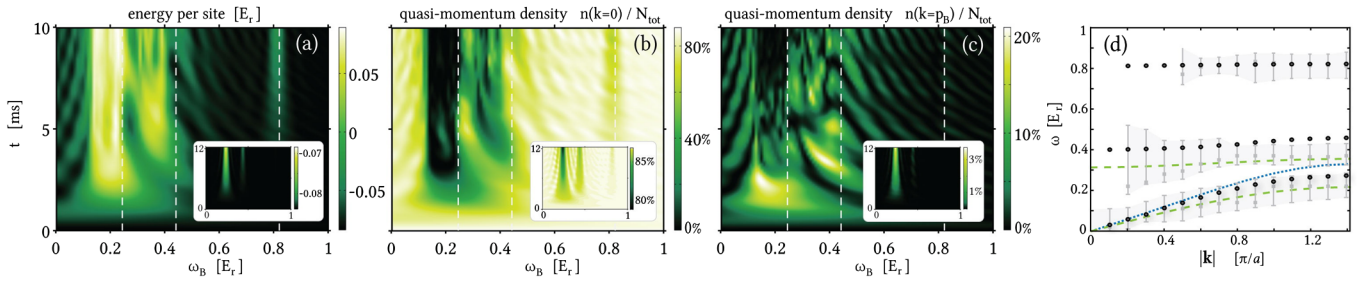 energy per site [E_r]
(a)
t [ms]
10
5
0
0 0.2 0.4 0.6 0.8 1
ω_B [E_r]
0.05
0
-0.05
12
0
0 1
-0.07
-0.08
quasi-momentum density n(k=0) / N_tot
(b)
0 0.2 0.4 0.6 0.8 1
ω_B [E_r]
80%
40%
0%
12
0
0 1
85%
80%
quasi-momentum density n(k=p_B) / N_tot
(c)
0 0.2 0.4 0.6 0.8 1
ω_B [E_r]
20%
10%
0%
12
0
0 1
3%
1%
(d)
ω [E_r]
1
0.8
0.6
0.4
0.2
0
0 0.4 0.8 1.2
|k| [π/a]